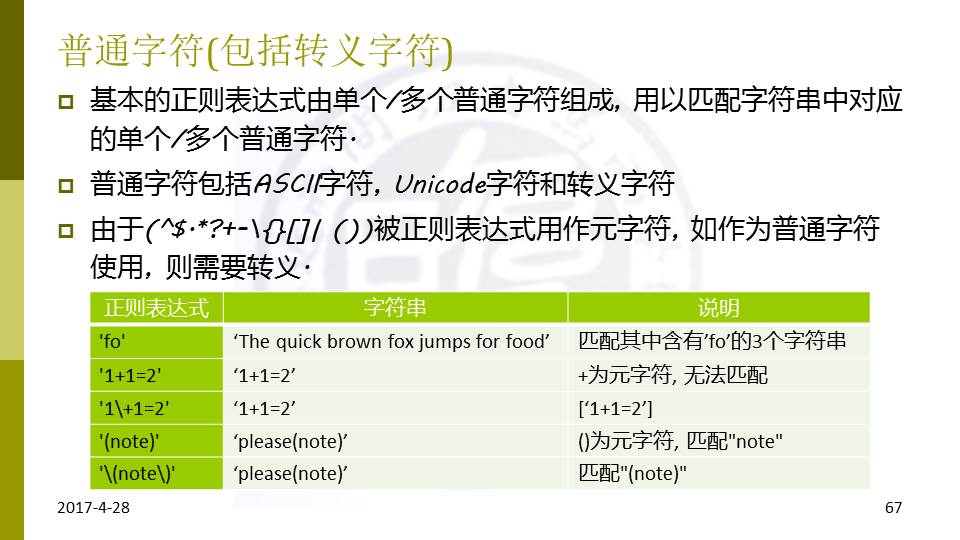 普通字符(包括转义字符)
基本的正则表达式由单个/多个普通字符组成，用以匹配字符串中对应
的单个/多个普通字符.
普通字符包括ASCII字符，Unicode字符和转义字符
由于(^$.*?+-\{}[]| ())被正则表达式用作元字符，如作为普通字符
使用，则需要转义.
正则表达式 字符串 说明
'fo' ‘The quick brown fox jumps for food’ 匹配其中含有’fo’的3个字符串
'1+1=2' ‘1+1=2’ +为元字符, 无法匹配
'1\+1=2' ‘1+1=2’ [‘1+1=2’]
'(note)' ‘please(note)’ ()为元字符, 匹配"note"
'\(note\)' ‘please(note)’ 匹配"(note)"
2017-4-28 67